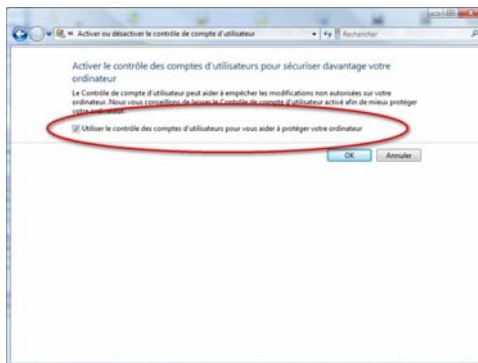 « Activer ou désactiver le contrôle de compte d'utilisateur
Rechercher
Activer le contrôle des comptes d'utilisateurs pour sécuriser davantage votre
ordinateur
Le Contrôle de compte d'utilisateur peut aider à empêcher les modifications non autorisées sur votre
ordinateur. Nous vous conseillons de laisser le Contrôle de compte d'utilisateur activé afin de mieux protéger
votre ordinateur.
Utiliser le contrôle des comptes d'utilisateurs pour vous aider à protéger votre ordinateur
OK
Annuler